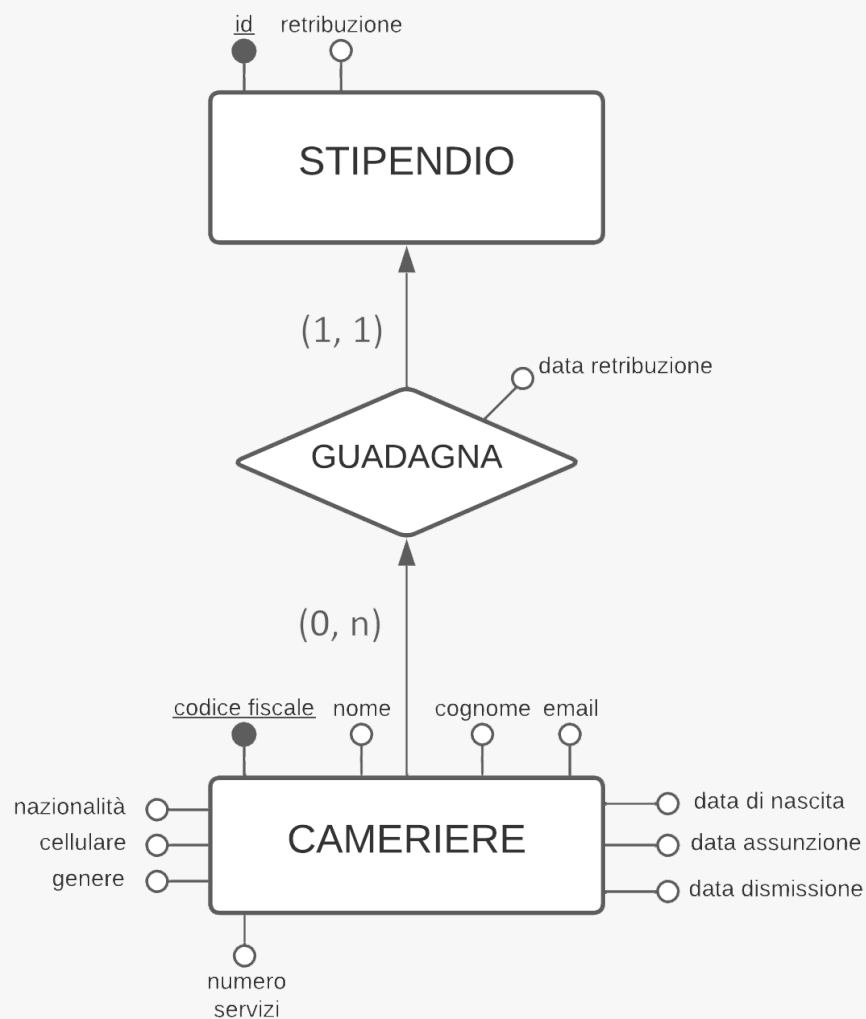 id
retribuzione
STIPENDIO
(1, 1)
data retribuzione
GUADAGNA
(0, n)
codice fiscale
nome
cognome
email
nazionalità
cellulare
genere
CAMERIERE
data di nascita
data assunzione
data dismissione
numero
servizi